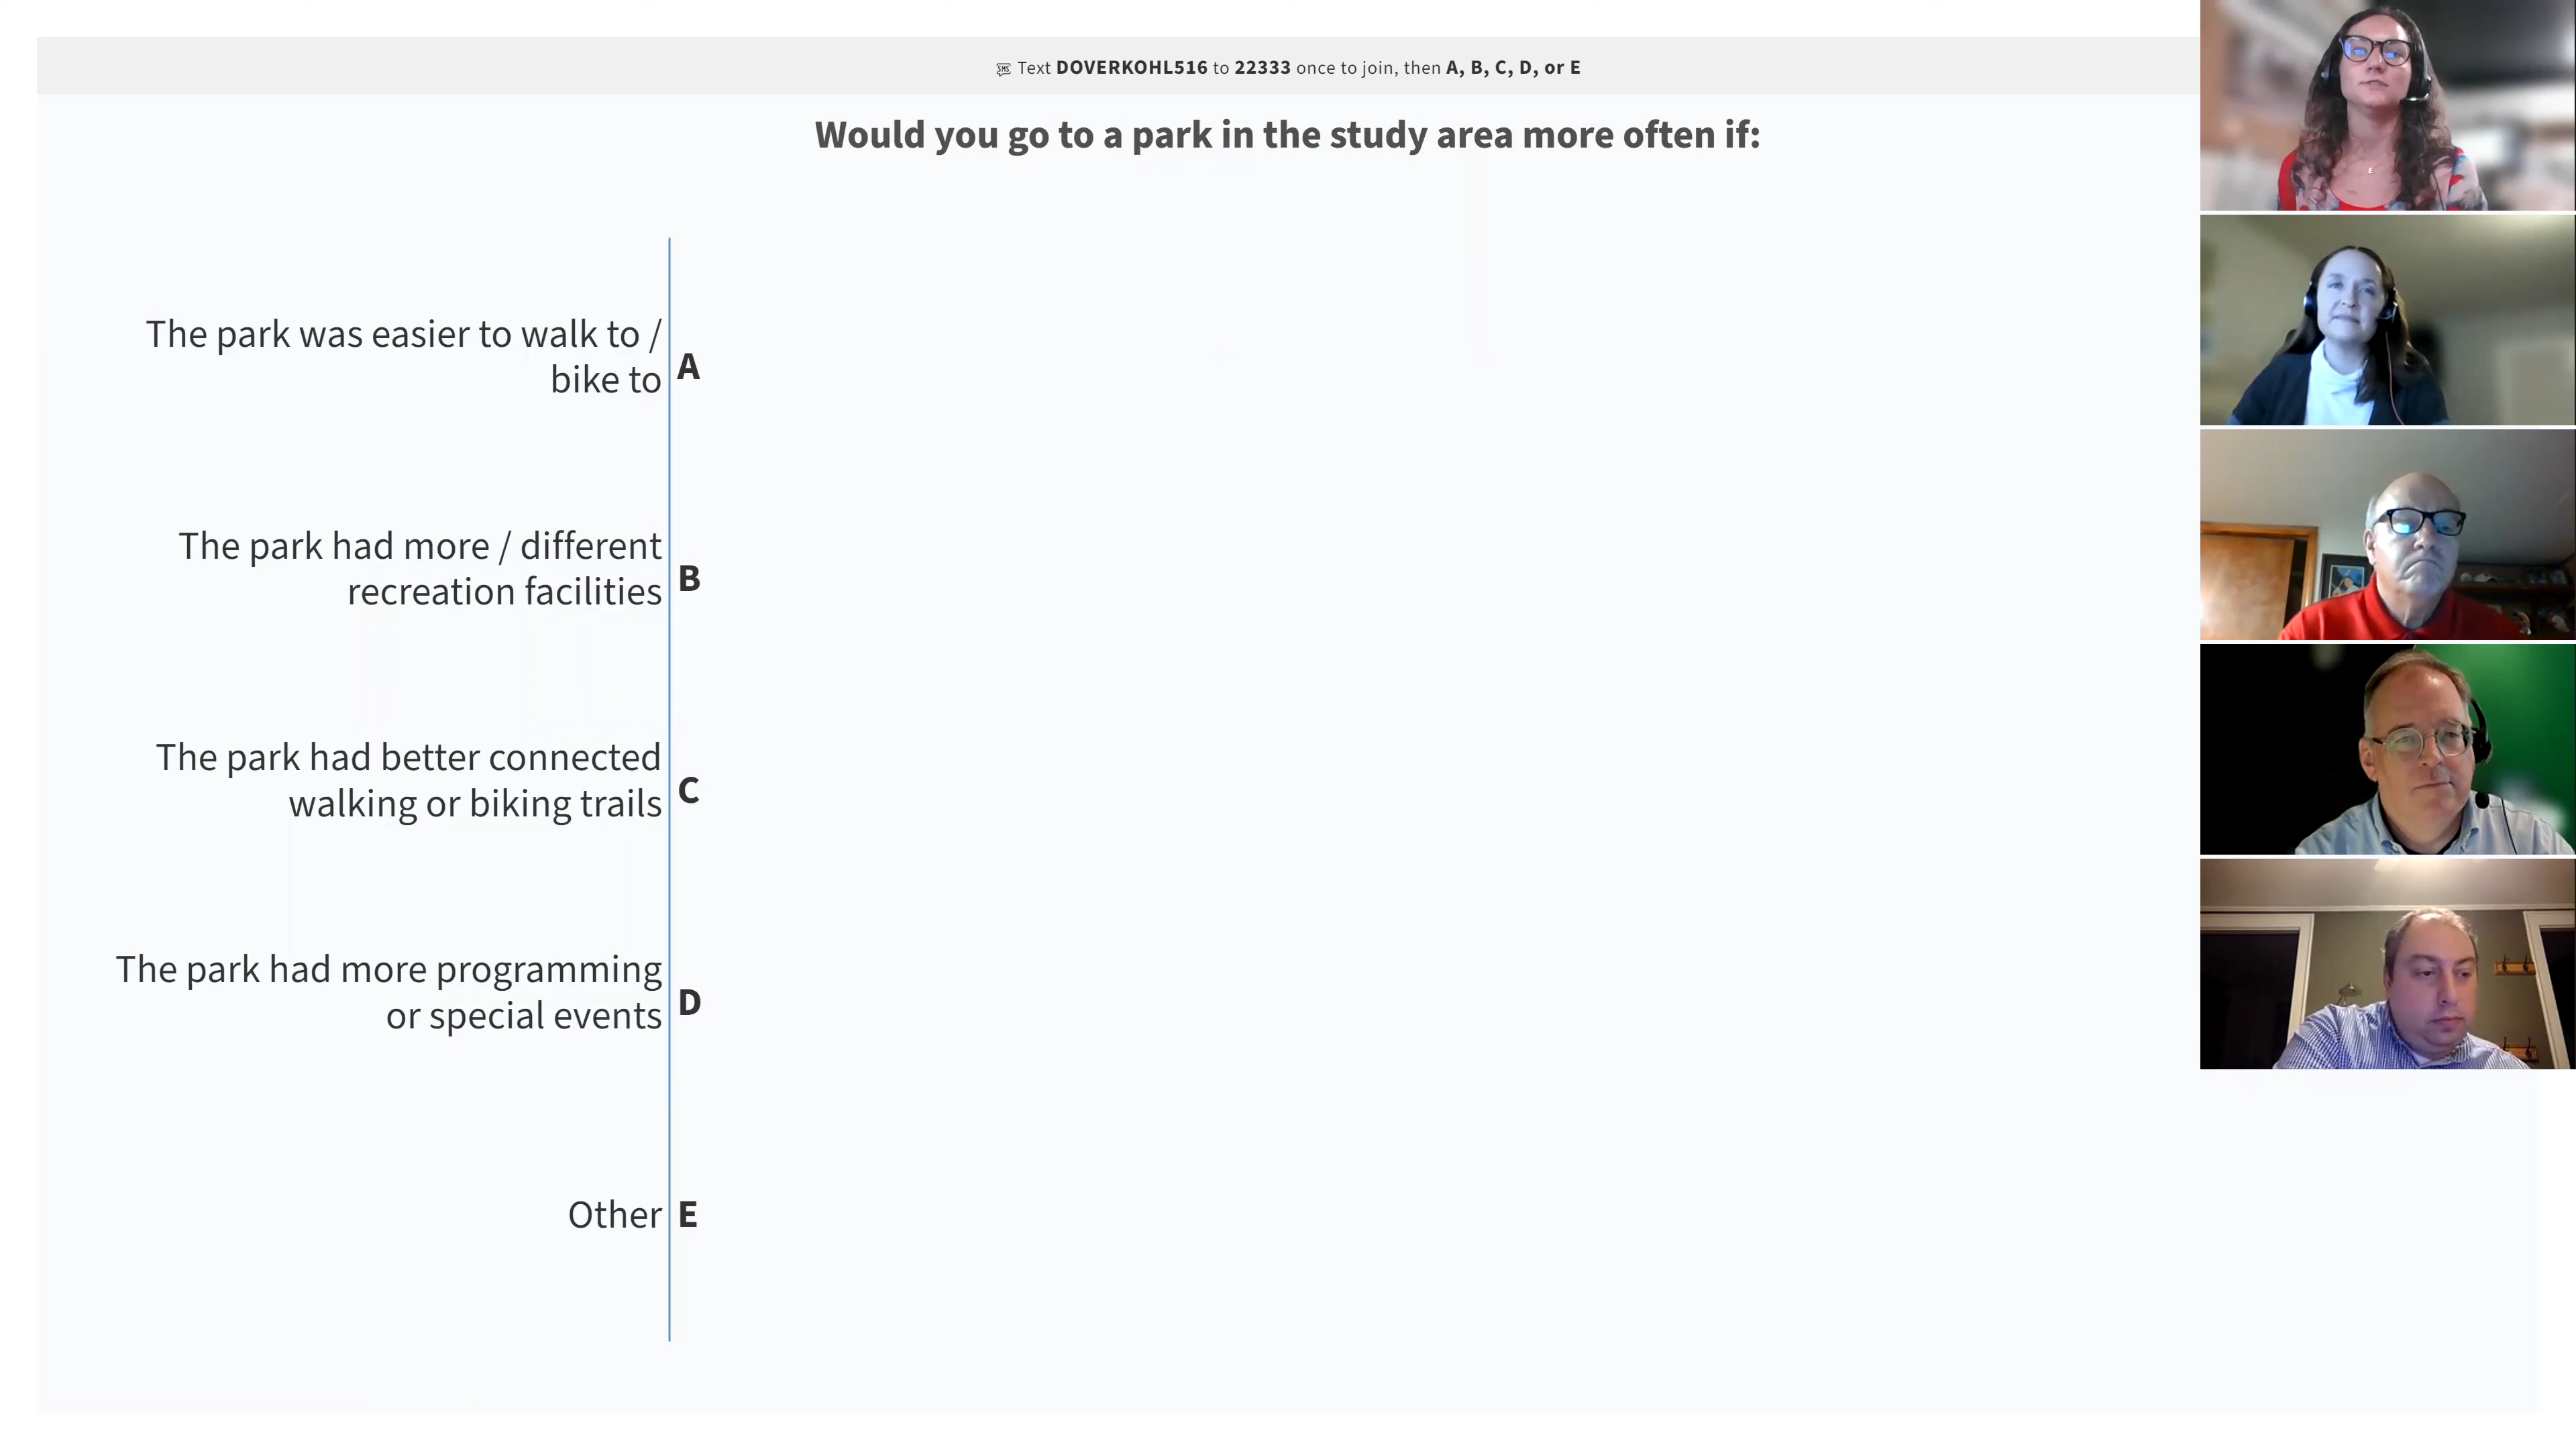 Text DOVERKOHL516 to 22333 once to join, then A, B, C, D, or E
Would you go to a park in the study area more often if:
The park was easier to walk to /
bike to
A
The park had more / different
recreation facilities
B
The park had better connected
walking or biking trails
C
The park had more programming
or special events
D
Other
E